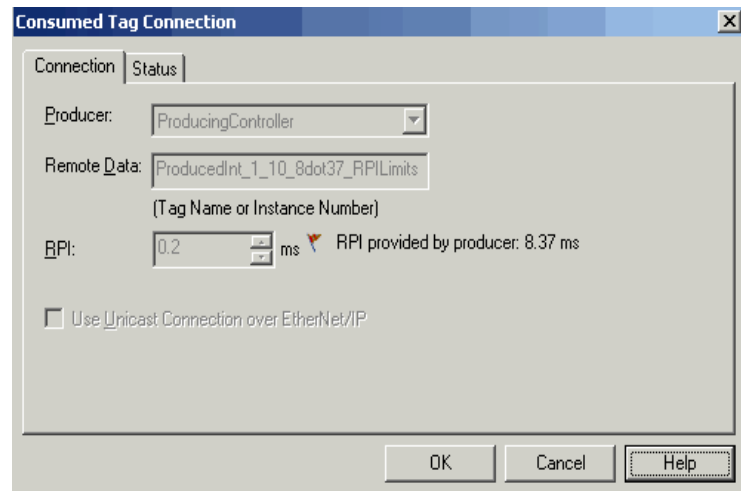 Consumed Tag Connection
Connection Status
Producer: ProducingController
Remote Data: ProducedInt_1_10_8dot37_RPILimits
(Tag Name or Instance Number)
RPI: 0.2 ms RPI provided by producer: 8.37 ms
Use Unicast Connection over EtherNet/IP
OK Cancel Help